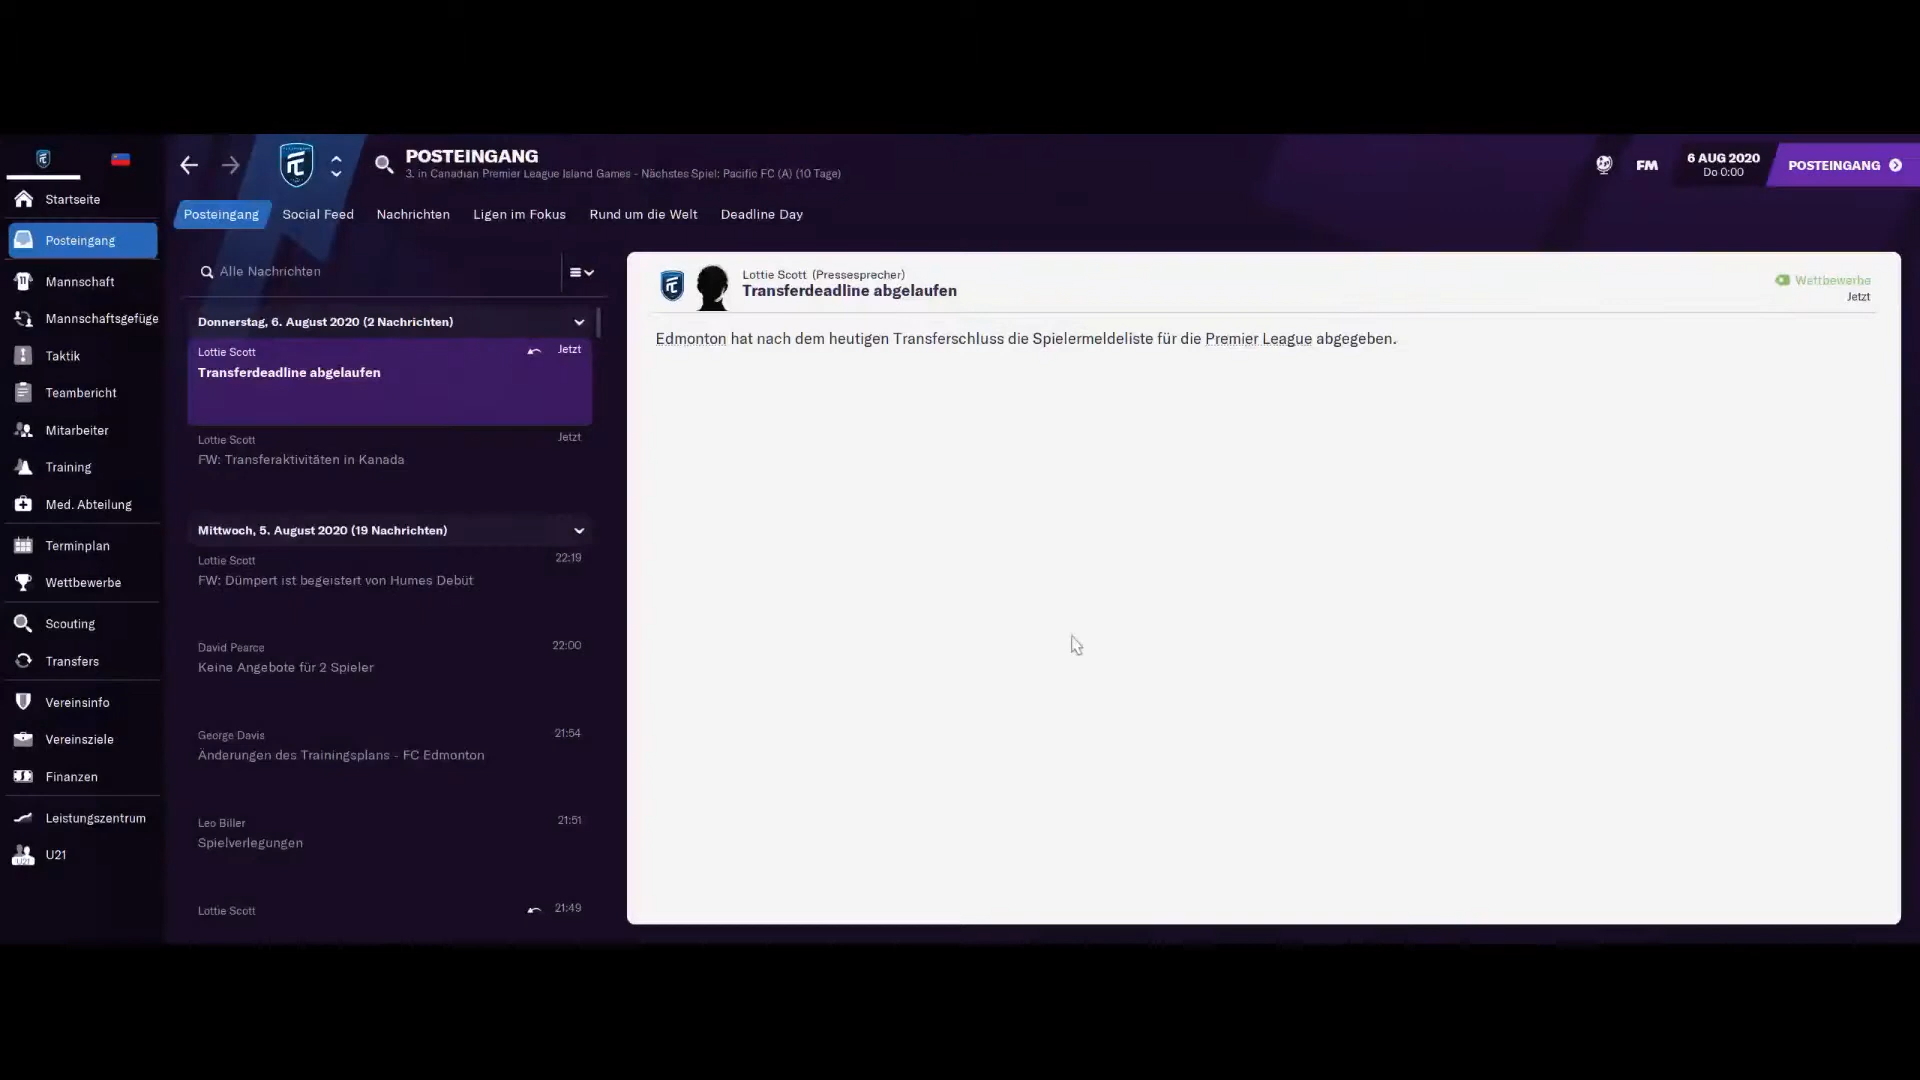 POSTEINGANG
3. in Canadian Premier League Island Games - Nächstes Spiel: Pacific FC (A) (10 Tage)
FM
6 AUG 2020
Do 0:00
POSTEINGANG
Startseite
Posteingang
Mannschaft
Mannschaftsgefüge
Taktik
Teambericht
Mitarbeiter
Training
Med. Abteilung
Terminplan
Wettbewerbe
Scouting
Transfers
Vereinsinfo
Vereinsziele
Finanzen
Leistungszentrum
U21
Posteingang Social Feed Nachrichten Ligen im Fokus Rund um die Welt Deadline Day
Alle Nachrichten
Donnerstag, 6. August 2020 (2 Nachrichten)
Lottie Scott Jetzt
Transferdeadline abgelaufen
Lottie Scott Jetzt
FW: Transferaktivitäten in Kanada
Mittwoch, 5. August 2020 (19 Nachrichten)
Lottie Scott 22:19
FW: Dümpert ist begeistert von Humes Debüt
David Pearce 22:00
Keine Angebote für 2 Spieler
George Davis 21:54
Änderungen des Trainingsplans - FC Edmonton
Leo Biller 21:51
Spielverlegungen
Lottie Scott 21:49
Lottie Scott (Pressesprecher)
Transferdeadline abgelaufen
Wettbewerbe
Jetzt
Edmonton hat nach dem heutigen Transferschluss die Spielermeldeliste für die Premier League abgegeben.